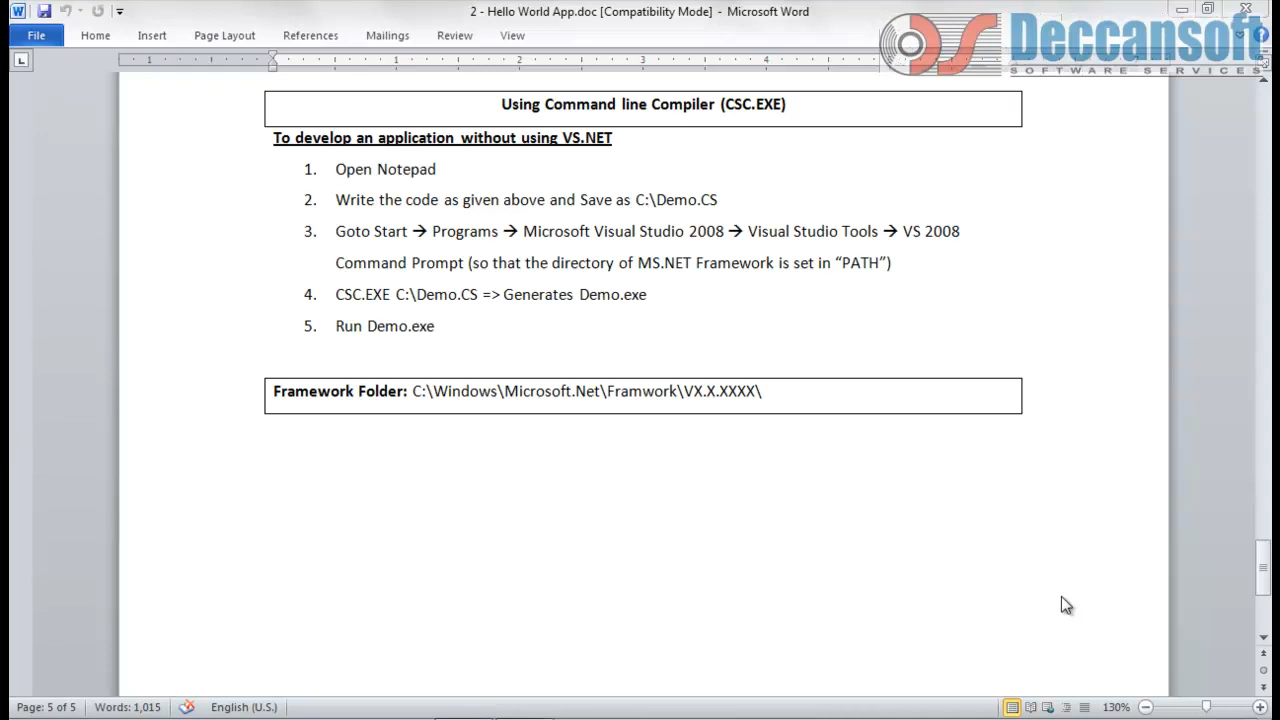 2 - Hello World App.doc [Compatibility Mode] - Microsoft Word
File Home Insert Page Layout References Mailings Review View
Deccansoft
SOFTWARE SERVICES
1 1 2 3 4
Using Command line Compiler (CSC.EXE)
To develop an application without using VS.NET
1. Open Notepad
2. Write the code as given above and Save as C:\Demo.CS
3. Goto Start → Programs → Microsoft Visual Studio 2008 → Visual Studio Tools → VS 2008
Command Prompt (so that the directory of MS.NET Framework is set in “PATH”)
4. CSC.EXE C:\Demo.CS => Generates Demo.exe
5. Run Demo.exe
Framework Folder: C:\Windows\Microsoft.Net\Framwork\VX.X.XXXX\
Page: 5 of 5 Words: 1,015 English (U.S.) 130%